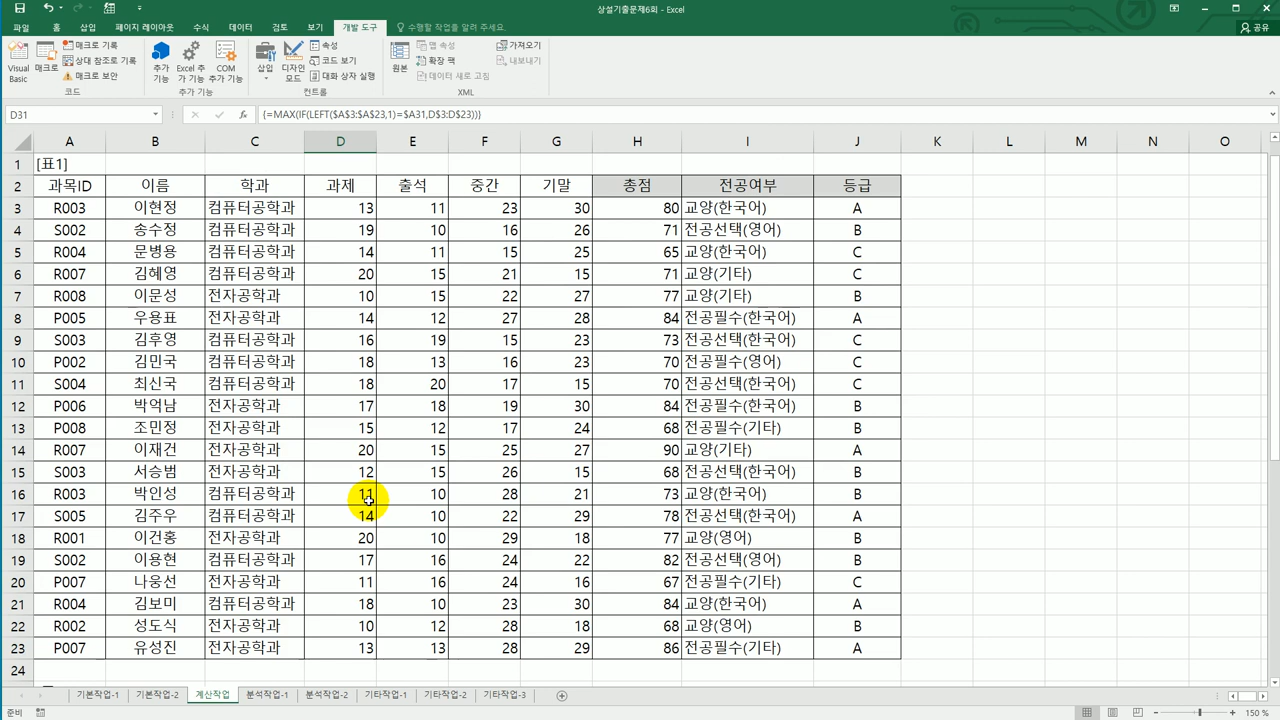 삼설기출문제6회 - Excel
파일 홈 삽입 페이지 레이아웃 수식 데이터 검토 보기 개발 도구 수행할 작업을 알려 주세요. 공유
Visual Basic 매크로 매크로 기록 상대 참조로 기록 매크로 보안 코드
추가 기능 Excel 추가 기능 COM 추가 기능 추가 기능
삽입 디자인 모드 속성 코드 보기 대화 상자 실행 컨트롤
원본 맵 속성 확장 팩 데이터 새로 고침 가져오기 내보내기 XML
D31 fx {=MAX(IF(LEFT($A$3:$A$23,1)=$A31,D$3:D$23))}
A B C D E F G H I J K L M N O
1 [표1]
2 과목ID 이름 학과 과제 출석 중간 기말 총점 전공여부 등급
3 R003 이현정 컴퓨터공학과 13 11 23 30 80 교양(한국어) A
4 S002 송수정 컴퓨터공학과 19 10 16 26 71 전공선택(영어) B
5 R004 문병용 컴퓨터공학과 14 11 15 25 65 교양(한국어) C
6 R007 김혜영 컴퓨터공학과 20 15 21 15 71 교양(기타) C
7 R008 이문성 전자공학과 10 15 22 27 77 교양(기타) B
8 P005 우용표 전자공학과 14 12 27 28 84 전공필수(한국어) A
9 S003 김후영 컴퓨터공학과 16 19 15 23 73 전공선택(한국어) C
10 P002 김민국 컴퓨터공학과 18 13 16 23 70 전공필수(영어) C
11 S004 최신국 컴퓨터공학과 18 20 17 15 70 전공선택(한국어) C
12 P006 박억남 전자공학과 17 18 19 30 84 전공필수(한국어) B
13 P008 조민정 전자공학과 15 12 17 24 68 전공필수(기타) B
14 R007 이재건 전자공학과 20 15 25 27 90 교양(기타) A
15 S003 서승범 전자공학과 12 15 26 15 68 전공선택(한국어) B
16 R003 박인성 컴퓨터공학과 11 10 28 21 73 교양(한국어) B
17 S005 김주우 컴퓨터공학과 14 10 22 29 78 전공선택(한국어) A
18 R001 이건홍 전자공학과 20 10 29 18 77 교양(영어) B
19 S002 이용현 컴퓨터공학과 17 16 24 22 82 전공선택(영어) B
20 P007 나웅선 전자공학과 11 16 24 16 67 전공필수(기타) C
21 R004 김보미 컴퓨터공학과 18 10 23 30 84 교양(한국어) A
22 R002 성도식 전자공학과 10 12 28 18 68 교양(영어) B
23 P007 유성진 전자공학과 13 13 28 29 86 전공필수(기타) A
24
기본작업-1 기본작업-2 계산작업 분석작업-1 분석작업-2 기타작업-1 기타작업-2 기타작업-3
준비 150 %